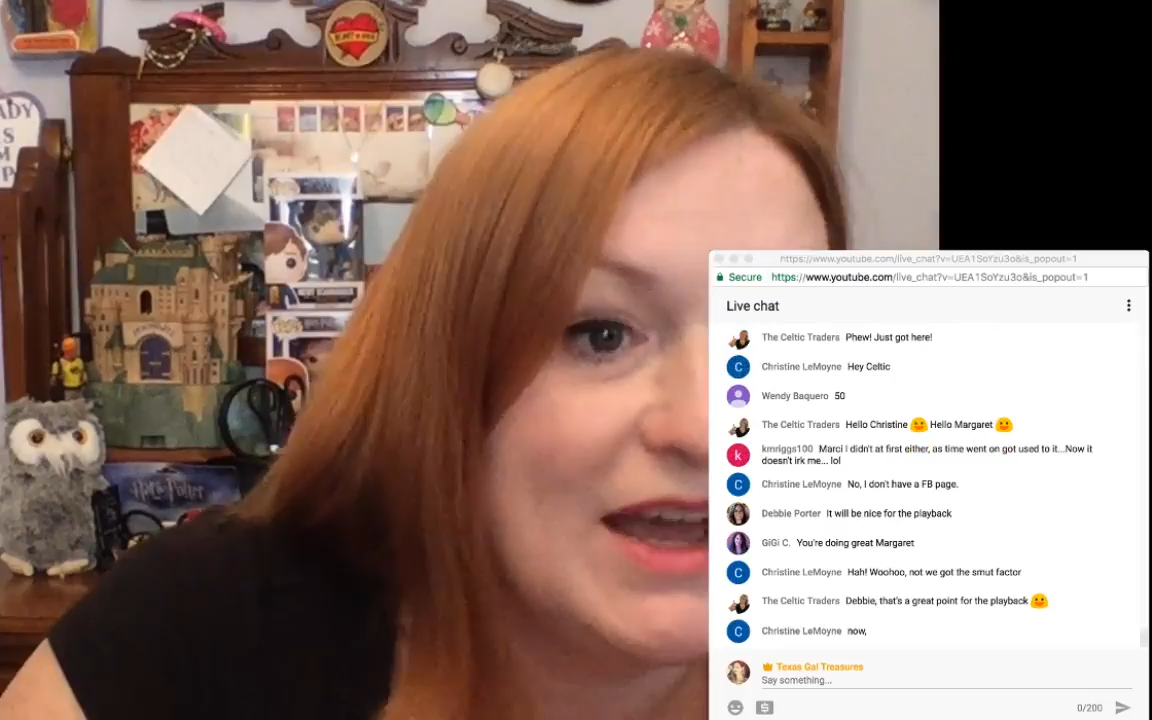 ADY
IS
M
P
Harry Potter
https://www.youtube.com/live_chat?v=UEA1SoYzu3o&is_popout=1
Secure https://www.youtube.com/live_chat?v=UEA1SoYzu3o&is_popout=1
Live chat
The Celtic Traders Phew! Just got here!
Christine LeMoyne Hey Celtic
Wendy Baquero 50
The Celtic Traders Hello Christine Hello Margaret
kmriggs100 Marci I didn't at first either, as time went on got used to it...Now it
doesn't irk me... lol
Christine LeMoyne No, I don't have a FB page.
Debbie Porter It will be nice for the playback
GiGi C. You're doing great Margaret
Christine LeMoyne Hah! Woohoo, not we got the smut factor
The Celtic Traders Debbie, that's a great point for the playback
Christine LeMoyne now,
Texas Gal Treasures
Say something...
0/200